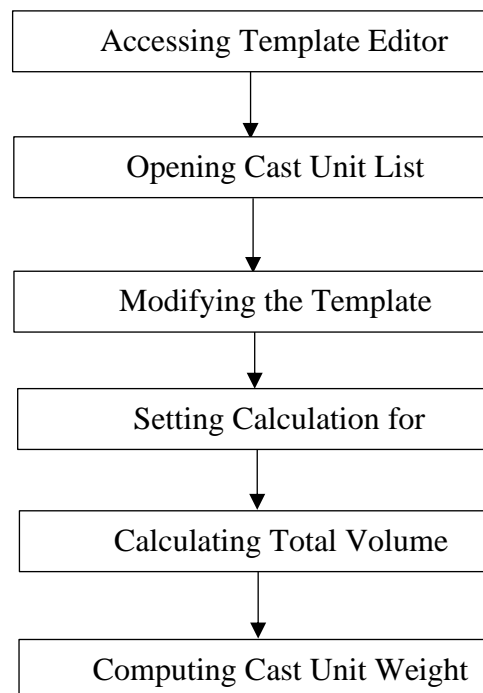 Accessing Template Editor
Opening Cast Unit List
Modifying the Template
Setting Calculation for
Calculating Total Volume
Computing Cast Unit Weight